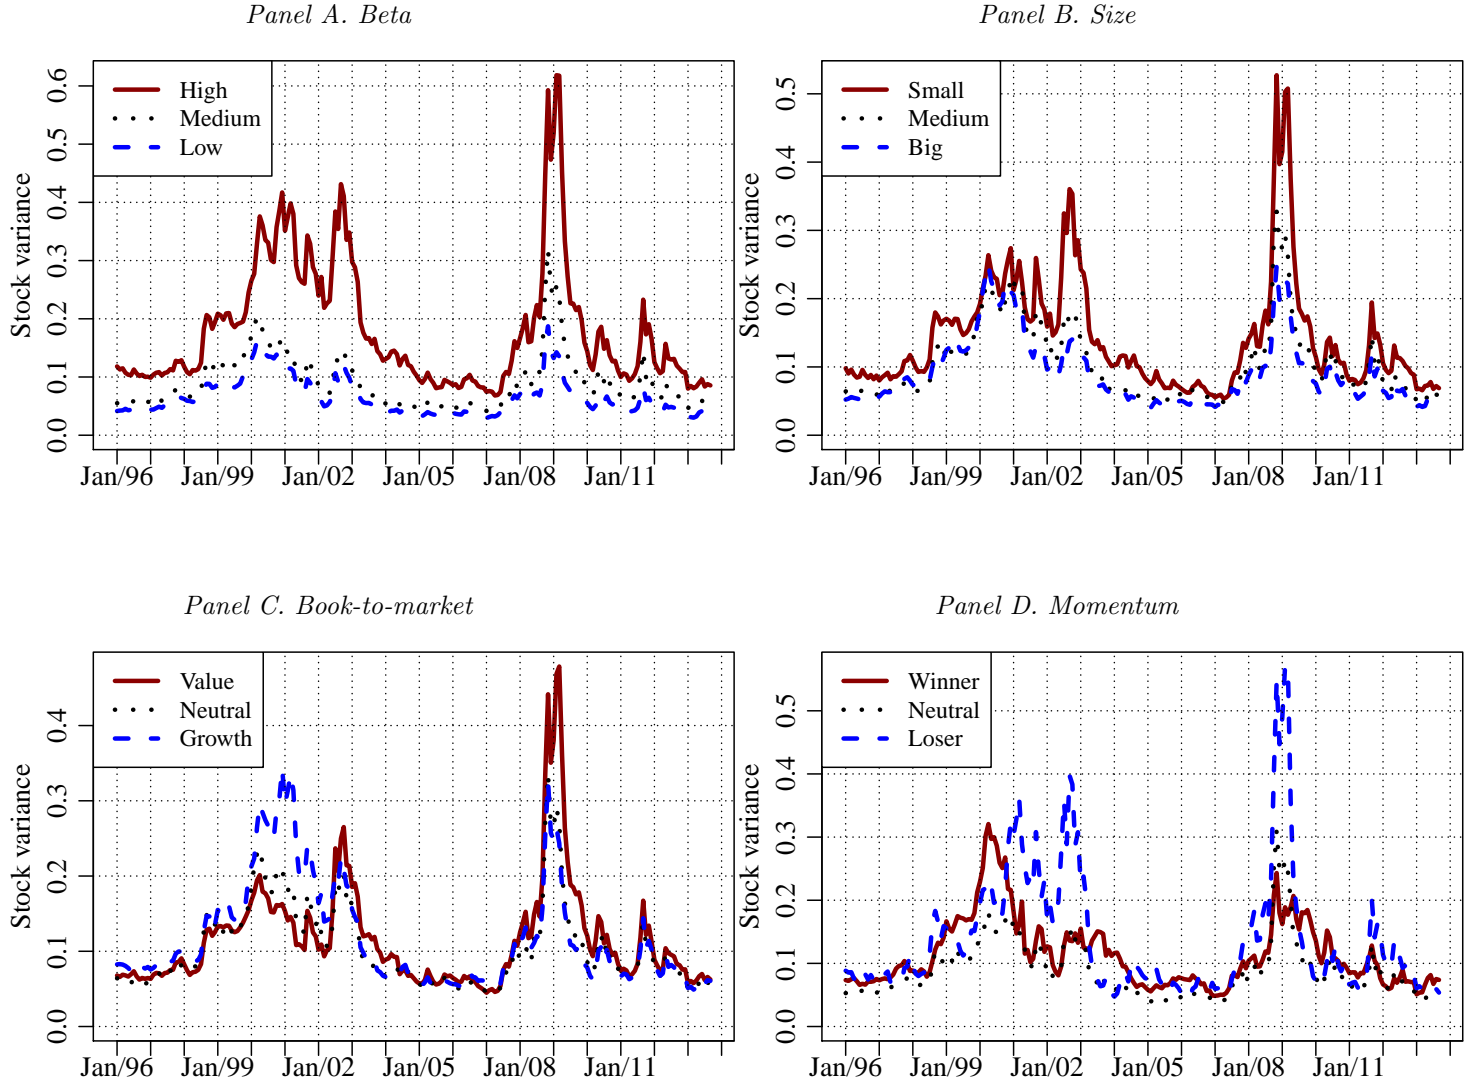 Panel A. Beta
High
Medium
Low
Stock variance
0.0
0.1
0.2
0.3
0.4
0.5
0.6
Jan/96 Jan/99 Jan/02 Jan/05 Jan/08 Jan/11
Panel B. Size
Small
Medium
Big
Stock variance
0.0
0.1
0.2
0.3
0.4
0.5
Jan/96 Jan/99 Jan/02 Jan/05 Jan/08 Jan/11
Panel C. Book-to-market
Value
Neutral
Growth
Stock variance
0.0
0.1
0.2
0.3
0.4
Jan/96 Jan/99 Jan/02 Jan/05 Jan/08 Jan/11
Panel D. Momentum
Winner
Neutral
Loser
Stock variance
0.0
0.1
0.2
0.3
0.4
0.5
Jan/96 Jan/99 Jan/02 Jan/05 Jan/08 Jan/11